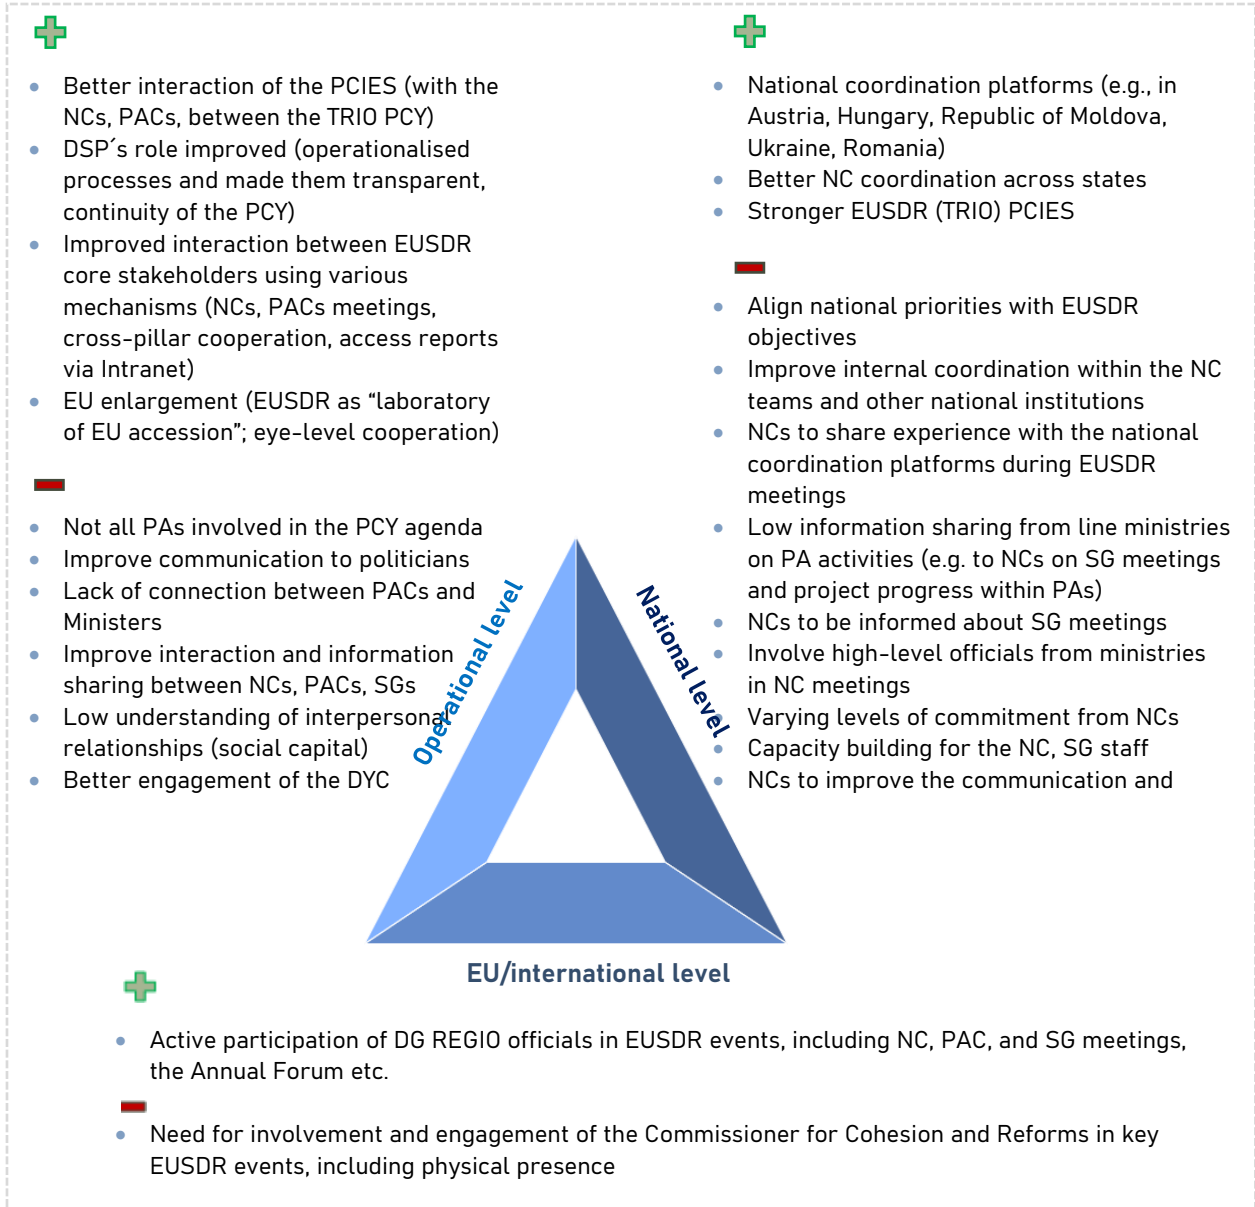 Better interaction of the PCIES (with the
NCs, PACs, between the TRIO PCY)
DSP´s role improved (operationalised
processes and made them transparent,
continuity of the PCY)
Improved interaction between EUSDR
core stakeholders using various
mechanisms (NCs, PACs meetings,
cross-pillar cooperation, access reports
via Intranet)
EU enlargement (EUSDR as “laboratory
of EU accession”; eye-level cooperation)
Not all PAs involved in the PCY agenda
Improve communication to politicians
Lack of connection between PACs and
Ministers
Improve interaction and information
sharing between NCs, PACs, SGs
Low understanding of interpersonal
relationships (social capital)
Better engagement of the DYC
National coordination platforms (e.g., in
Austria, Hungary, Republic of Moldova,
Ukraine, Romania)
Better NC coordination across states
Stronger EUSDR (TRIO) PCIES
Align national priorities with EUSDR
objectives
Improve internal coordination within the NC
teams and other national institutions
NCs to share experience with the national
coordination platforms during EUSDR
meetings
Low information sharing from line ministries
on PA activities (e.g. to NCs on SG meetings
and project progress within PAs)
NCs to be informed about SG meetings
Involve high-level officials from ministries
in NC meetings
Varying levels of commitment from NCs
Capacity building for the NC, SG staff
NCs to improve the communication and
Operational level
National level
EU/international level
Active participation of DG REGIO officials in EUSDR events, including NC, PAC, and SG meetings,
the Annual Forum etc.
Need for involvement and engagement of the Commissioner for Cohesion and Reforms in key
EUSDR events, including physical presence